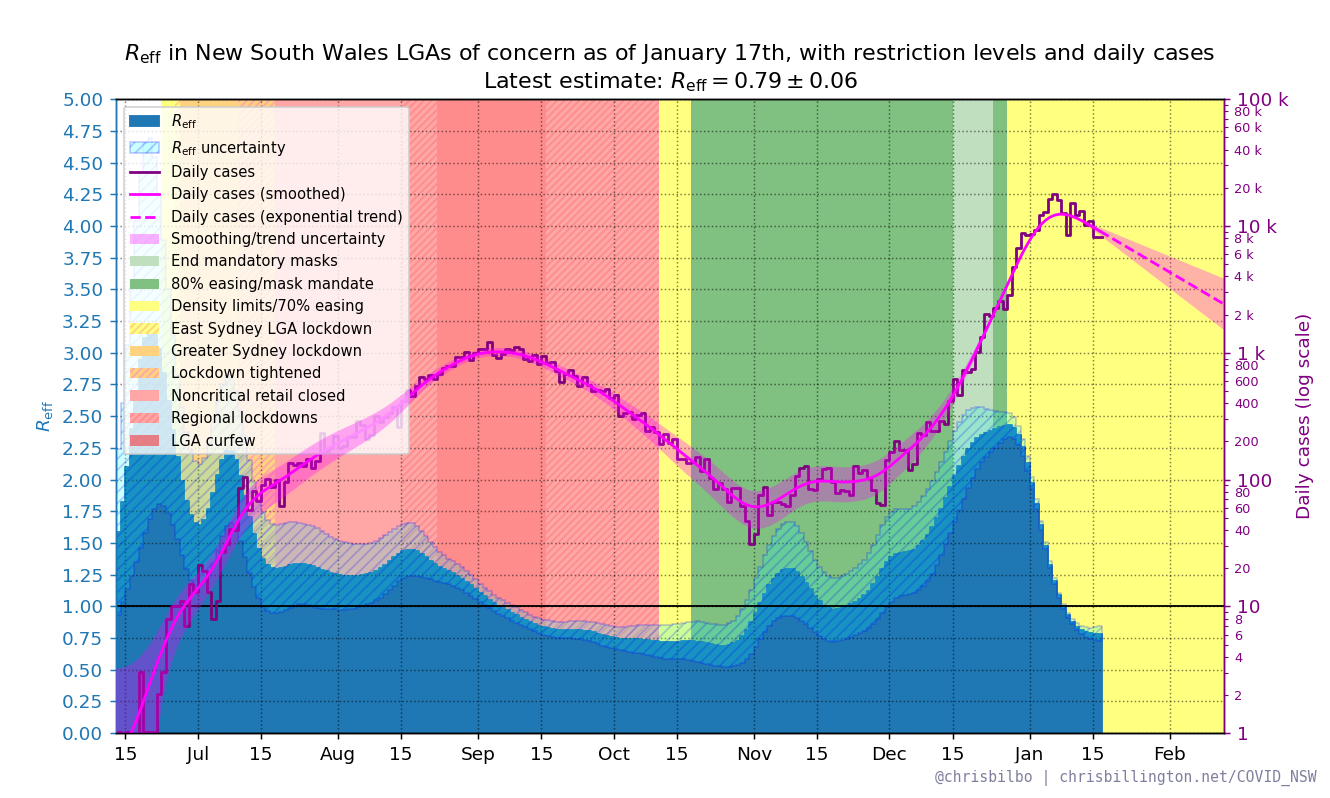 Reff in New South Wales LGAs of concern as of January 17th, with restriction levels and daily cases
Latest estimate: Reff = 0.79 ± 0.06
5.00
4.75
4.50
4.25
4.00
3.75
3.50
3.25
3.00
2.75
2.50
2.25
2.00
1.75
1.50
1.25
1.00
0.75
0.50
0.25
0.00
Reff
Reff
Reff uncertainty
Daily cases
Daily cases (smoothed)
Daily cases (exponential trend)
Smoothing/trend uncertainty
End mandatory masks
80% easing/mask mandate
Density limits/70% easing
East Sydney LGA lockdown
Greater Sydney lockdown
Lockdown tightened
Noncritical retail closed
Regional lockdowns
LGA curfew
100 k
80 k
60 k
40 k
20 k
10 k
8 k
6 k
4 k
2 k
1 k
800
600
400
200
100
80
60
40
20
10
8
6
4
2
1
Daily cases (log scale)
15 Jul 15 Aug 15 Sep 15 Oct 15 Nov 15 Dec 15 Jan 15 Feb
@chrisbilbo | chrisbillington.net/COVID_NSW